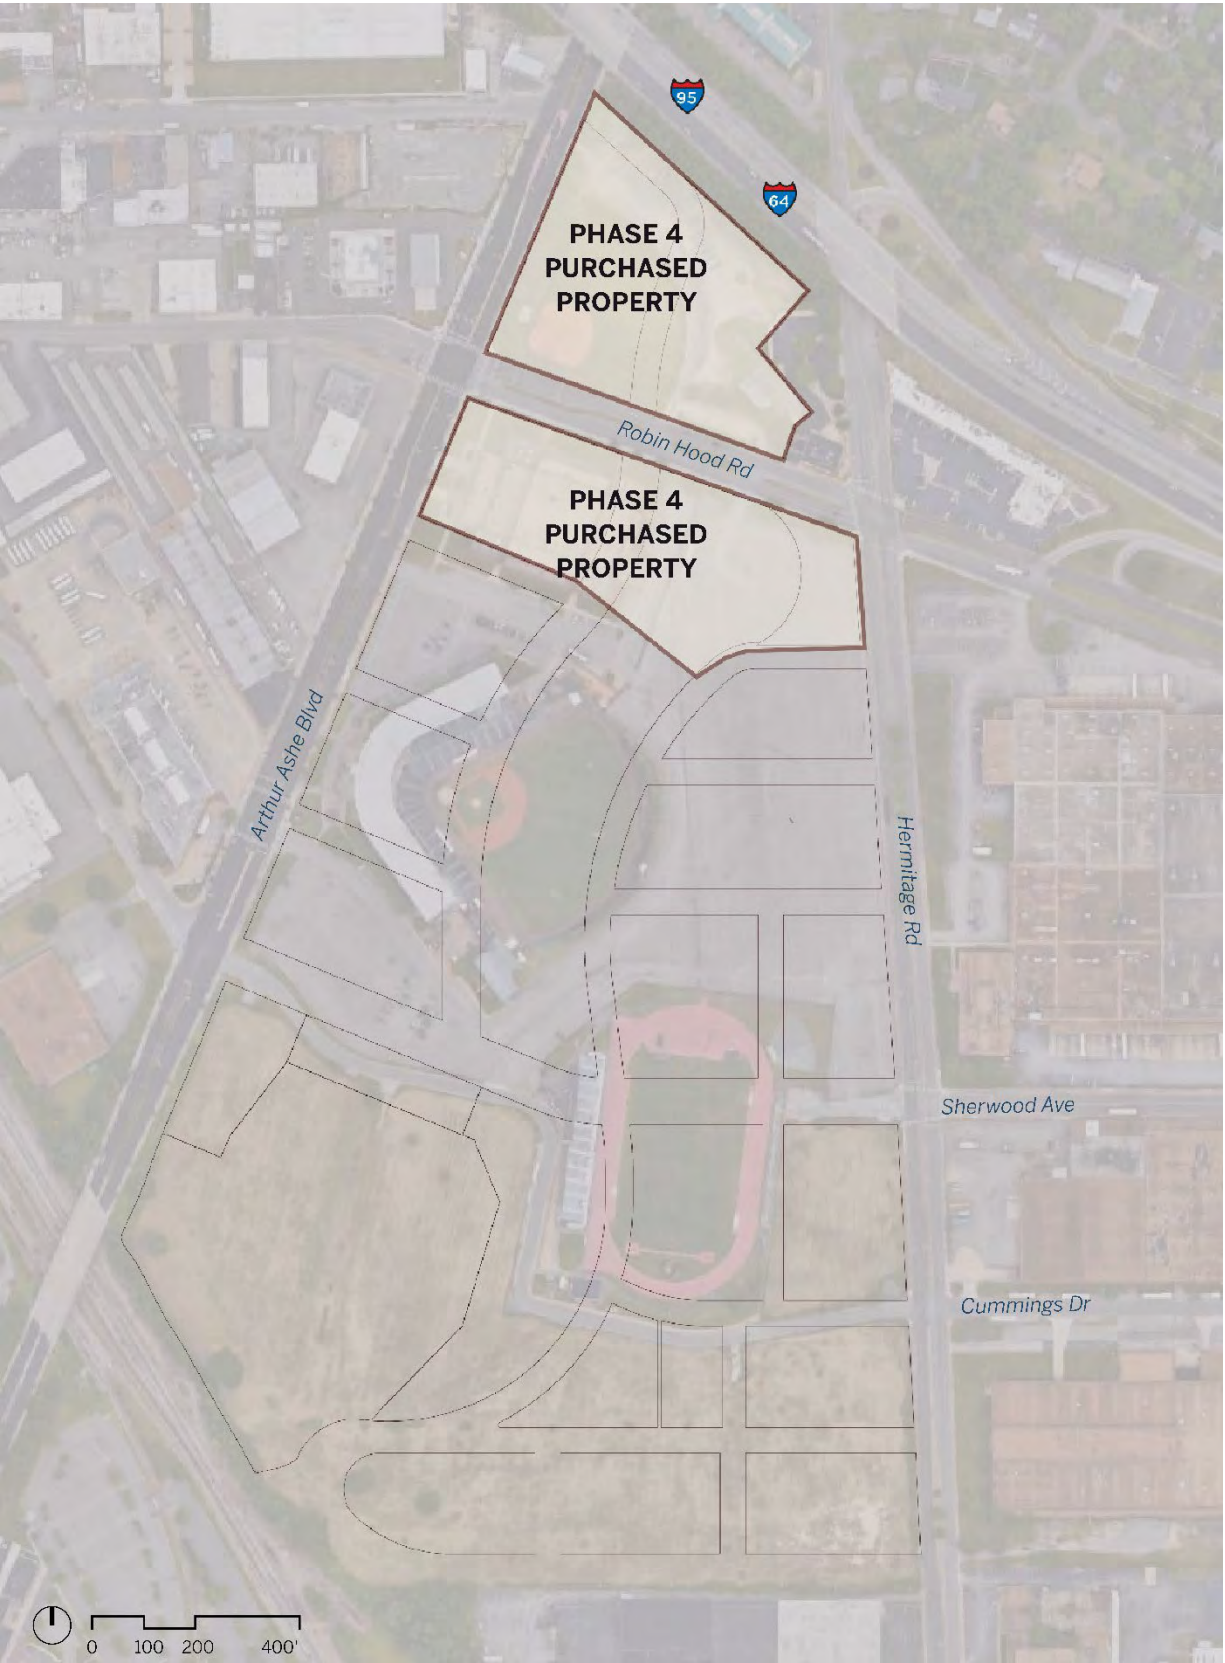 95
64
PHASE 4
PURCHASED
PROPERTY
Robin Hood Rd
PHASE 4
PURCHASED
PROPERTY
Arthur Ashe Blvd
Hermitage Rd
Sherwood Ave
Cummings Dr
0 100 200 400'